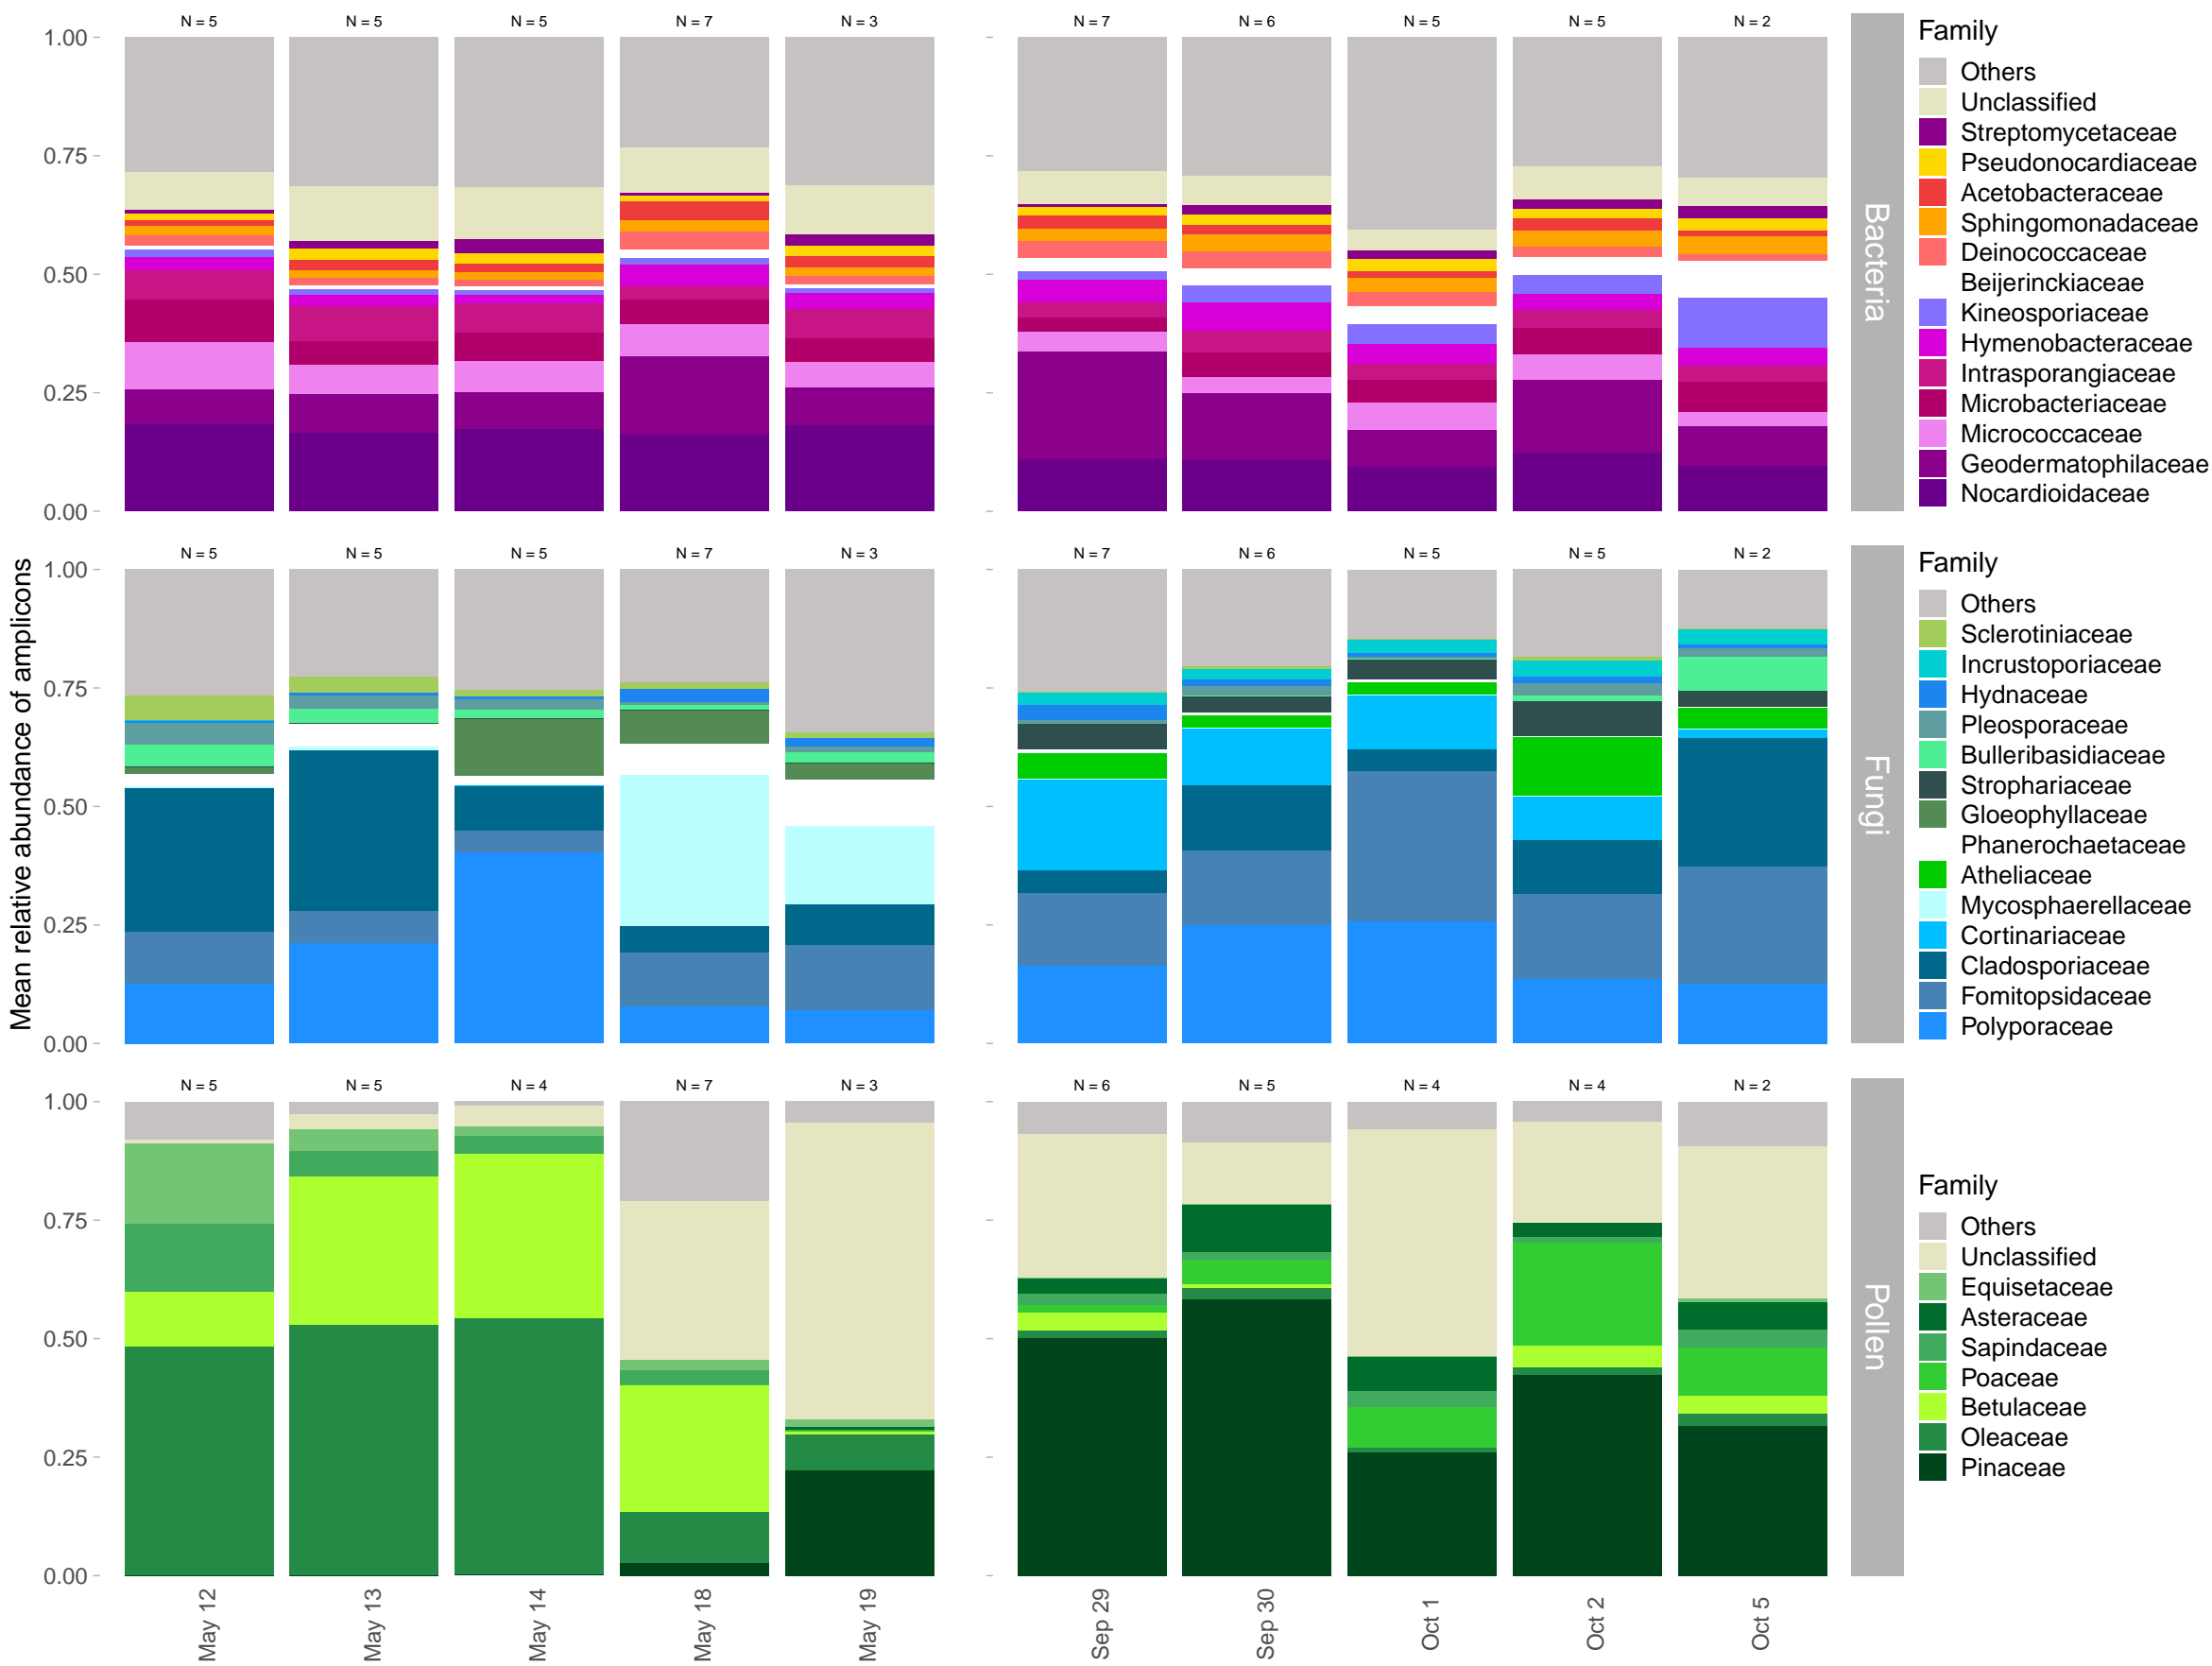 N = 5 N = 5 N = 5 N = 7 N = 3 N = 7 N = 6 N = 5 N = 5 N = 2
1.00
0.75
0.50
0.25
0.00
Bacteria
Family
Others
Unclassified
Streptomycetaceae
Pseudonocardiaceae
Acetobacteraceae
Sphingomonadaceae
Deinococcaceae
Beijerinckiaceae
Kineosporiaceae
Hymenobacteraceae
Intrasporangiaceae
Microbacteriaceae
Micrococcaceae
Geodermatophilaceae
Nocardioidaceae
Mean relative abundance of amplicons
N = 5 N = 5 N = 5 N = 7 N = 3 N = 7 N = 6 N = 5 N = 5 N = 2
1.00
0.75
0.50
0.25
0.00
Fungi
Family
Others
Sclerotiniaceae
Incrustoporiaceae
Hydnaceae
Pleosporaceae
Bulleribasidiaceae
Strophariaceae
Gloeophyllaceae
Phanerochaetaceae
Atheliaceae
Mycosphaerellaceae
Cortinariaceae
Cladosporiaceae
Fomitopsidaceae
Polyporaceae
N = 5 N = 5 N = 4 N = 7 N = 3 N = 6 N = 5 N = 4 N = 4 N = 2
1.00
0.75
0.50
0.25
0.00
Pollen
Family
Others
Unclassified
Equisetaceae
Asteraceae
Sapindaceae
Poaceae
Betulaceae
Oleaceae
Pinaceae
May 12
May 13
May 14
May 18
May 19
Sep 29
Sep 30
Oct 1
Oct 2
Oct 5